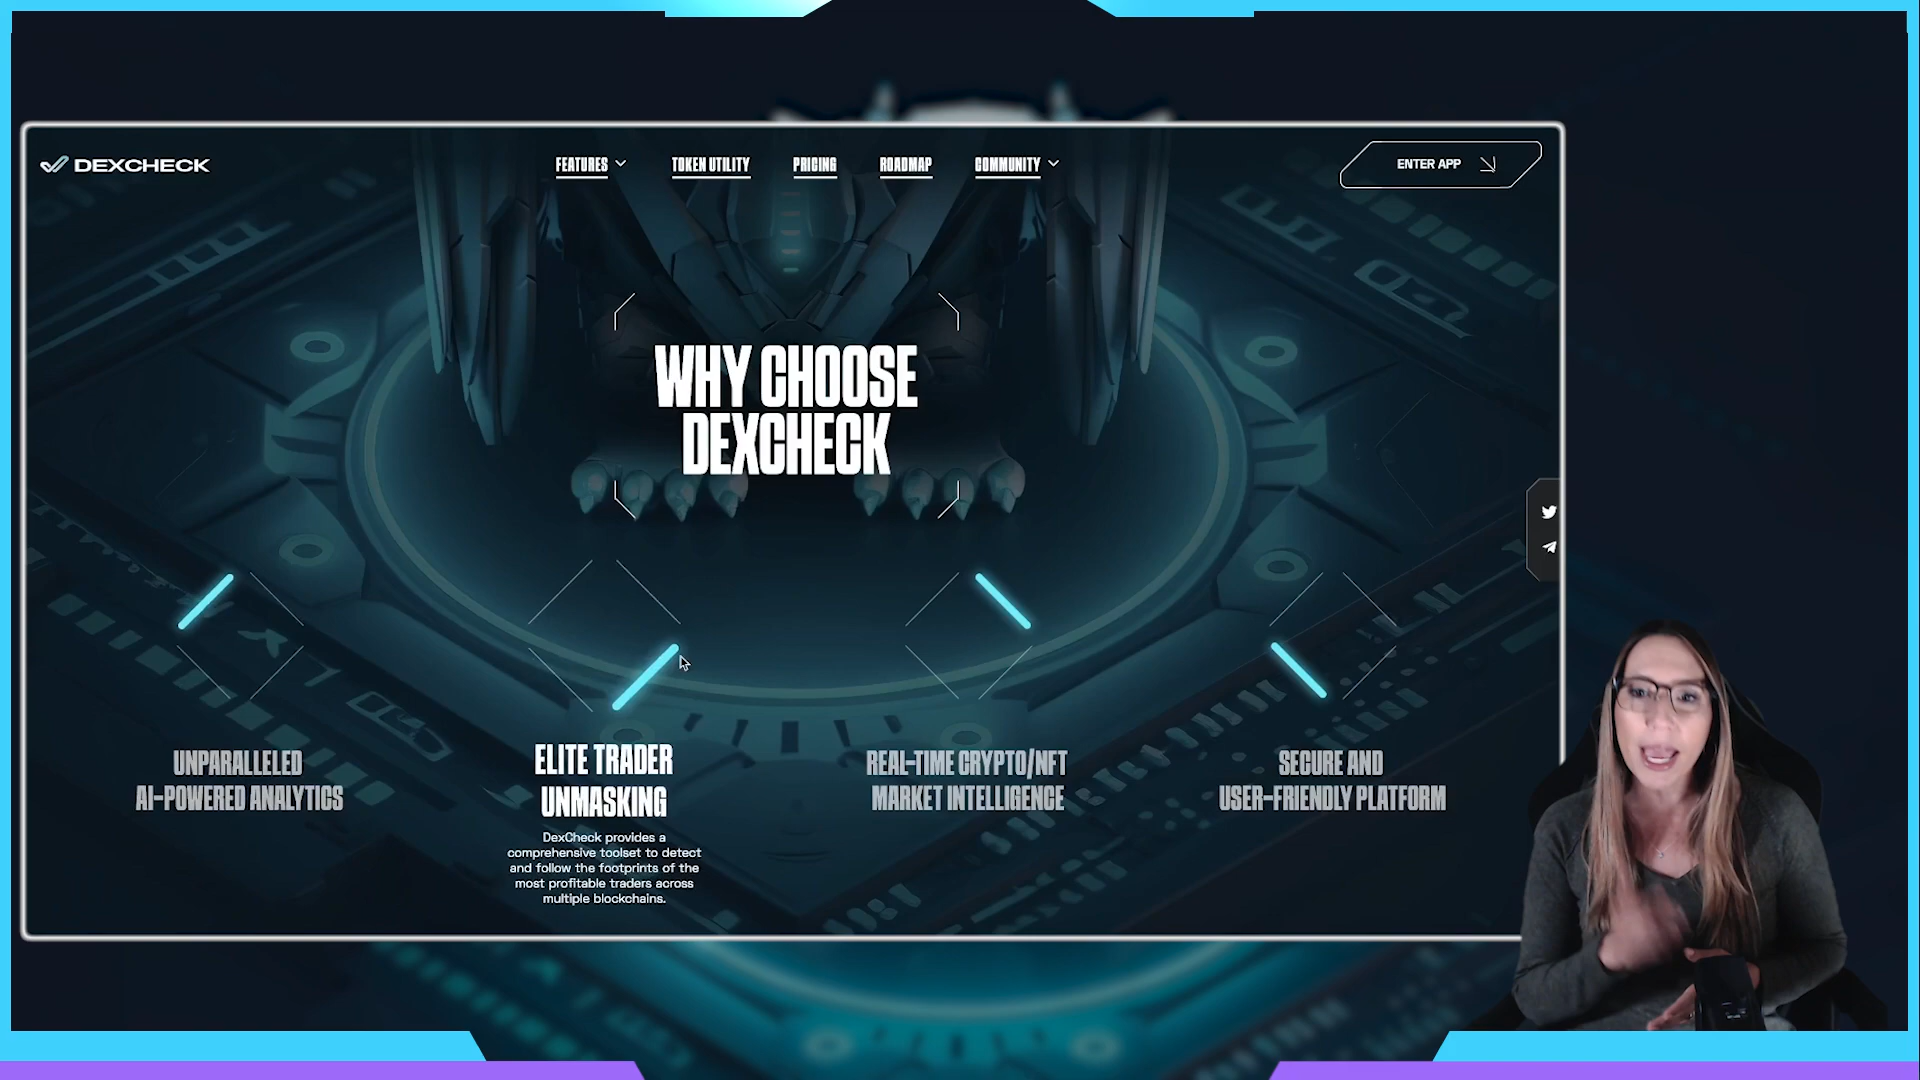 DEXCHECK
FEATURES
TOKEN UTILITY
PRICING
ROADMAP
COMMUNITY
ENTER APP
WHY CHOOSE
DEXCHECK
UNPARALLELED
AI-POWERED ANALYTICS
ELITE TRADER
UNMASKING
DexCheck provides a
comprehensive toolset to detect
and follow the footprints of the
most profitable traders across
multiple blockchains.
REAL-TIME CRYPTO/NFT
MARKET INTELLIGENCE
SECURE AND
USER-FRIENDLY PLATFORM